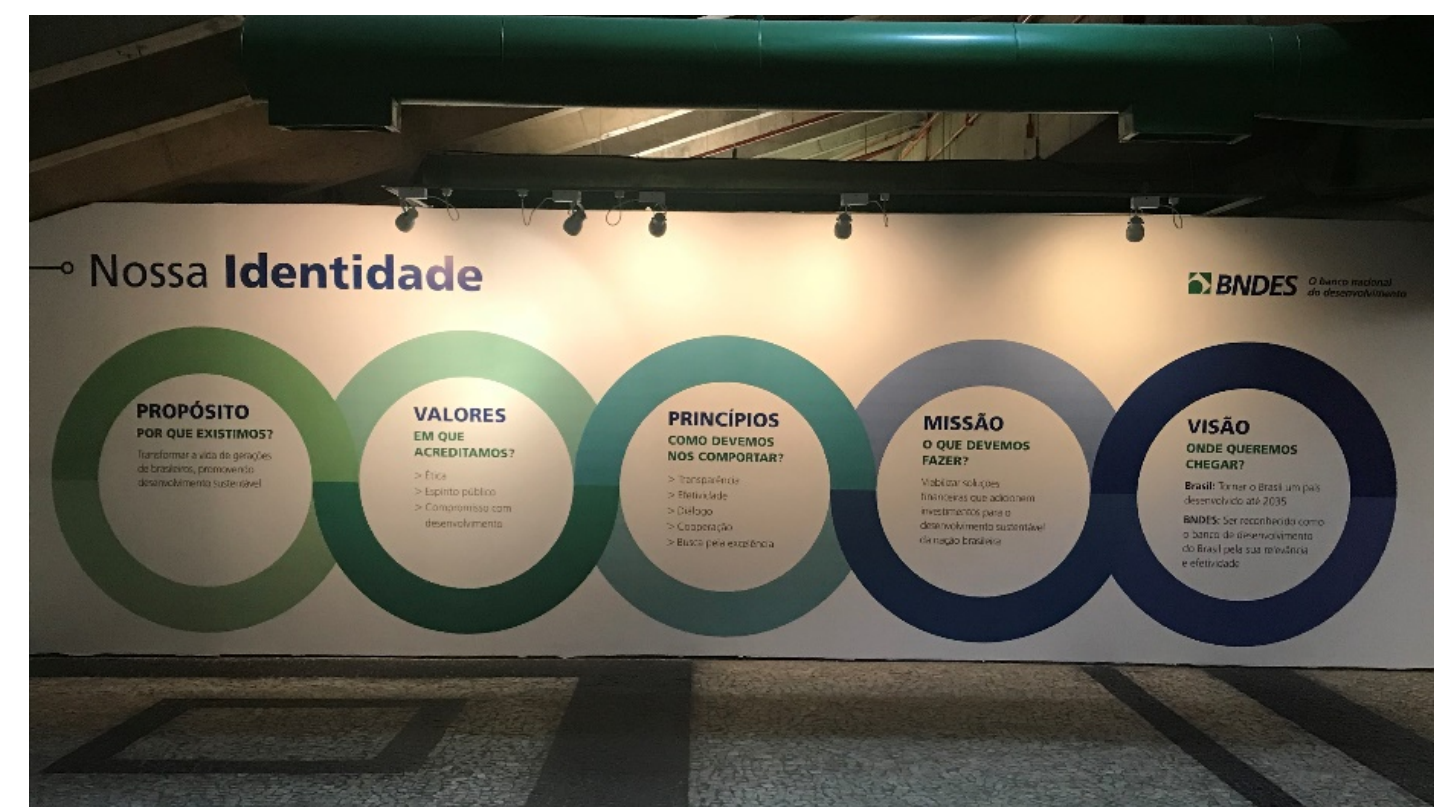 Nossa Identidade
BNDES
O banco nacional
do desenvolvimento
PROPÓSITO
POR QUE EXISTIMOS?
Transformar a vida de gerações
de brasileiros, promovendo
desenvolvimento sustentável
VALORES
EM QUE
ACREDITAMOS?
> Ética
> Espírito público
> Compromisso com
desenvolvimento
PRINCÍPIOS
COMO DEVEMOS
NOS COMPORTAR?
> Transparência
> Efetividade
> Diálogo
> Cooperação
> Busca pela excelência
MISSÃO
O QUE DEVEMOS
FAZER?
Viabilizar soluções
financeiras que adicionem
investimentos para o
desenvolvimento sustentável
da nação brasileira
VISÃO
ONDE QUEREMOS
CHEGAR?
Brasil: Tornar o Brasil um país
desenvolvido até 2035
BNDES: Ser reconhecido como
o banco de desenvolvimento
do Brasil pela sua relevância
e efetividade